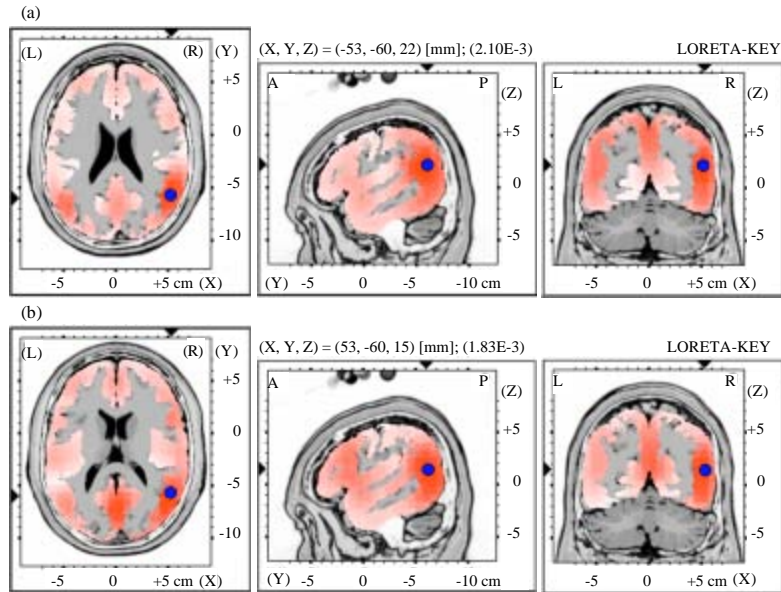 (a)
(L) (R) (Y) (X, Y, Z) = (-53, -60, 22) [mm]; (2.10E-3) LORETA-KEY
A P (Z) L R (Z)
+5 0 -5 -10
+5 0 -5
+5 0 -5
-5 0 +5 cm (X) (Y) -5 0 -5 -10 cm -5 0 +5 cm (X)
(b)
(L) (R) (Y) (X, Y, Z) = (53, -60, 15) [mm]; (1.83E-3) LORETA-KEY
A P (Z) L R (Z)
+5 0 -5 -10
+5 0 -5
+5 0 -5
-5 0 +5 cm (X) (Y) -5 0 -5 -10 cm -5 0 +5 cm (X)